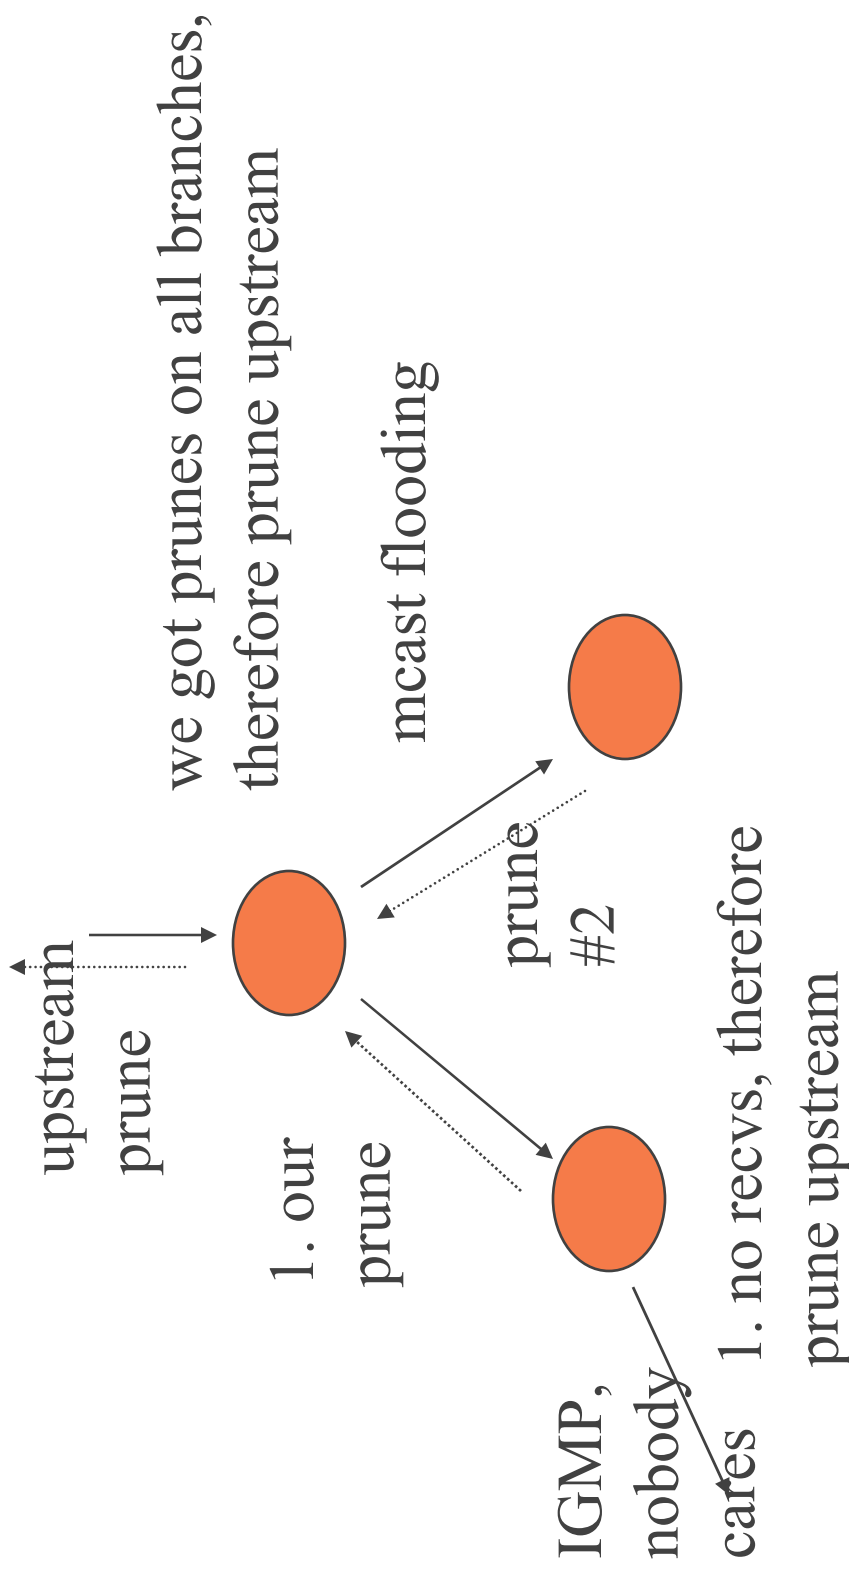 upstream
prune
we got prunes on all branches,
therefore prune upstream
1. our
prune
mcast flooding
prune
#2
IGMP,
nobody
cares
1. no recvs, therefore
prune upstream